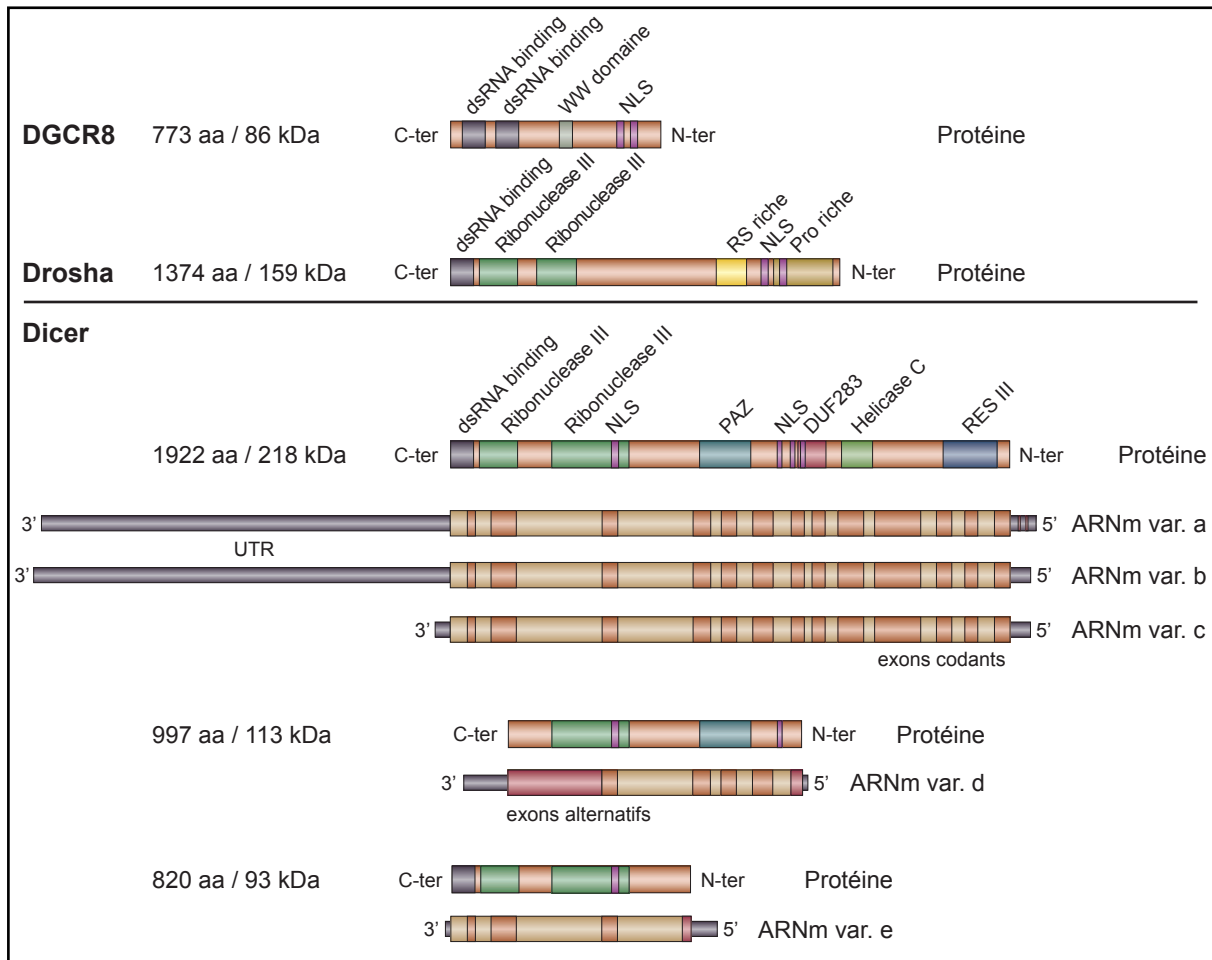 dsRNA binding
dsRNA binding
WW domaine
NLS
DGCR8 773 aa / 86 kDa C-ter N-ter Protéine
dsRNA binding
Ribonuclease III
Ribonuclease III
RS riche
NLS
Pro riche
Drosha 1374 aa / 159 kDa C-ter N-ter Protéine
Dicer
dsRNA binding
Ribonuclease III
Ribonuclease III
NLS
PAZ
NLS
DUF283
Helicase C
RES III
1922 aa / 218 kDa C-ter N-ter Protéine
3’ 5’ ARNm var. a
UTR
3’ 5’ ARNm var. b
3’ 5’ ARNm var. c
exons codants
997 aa / 113 kDa C-ter N-ter Protéine
3’ 5’ ARNm var. d
exons alternatifs
820 aa / 93 kDa C-ter N-ter Protéine
3’ 5’ ARNm var. e